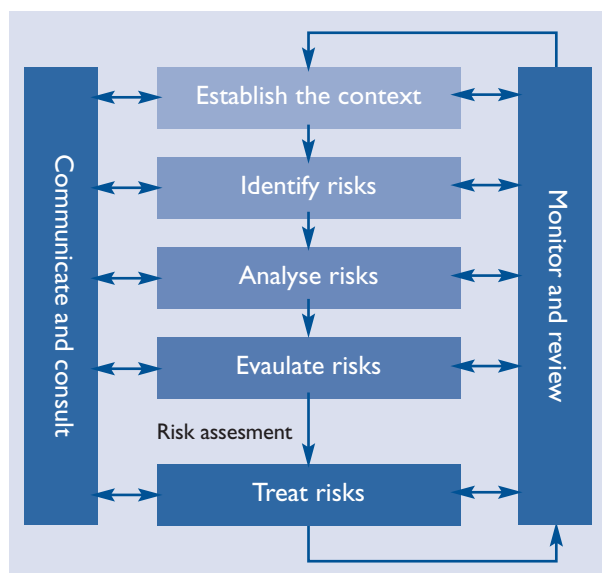 Establish the context
Communicate and consult
Identify risks
Monitor and review
Analyse risks
Evaulate risks
Risk assesment
Treat risks